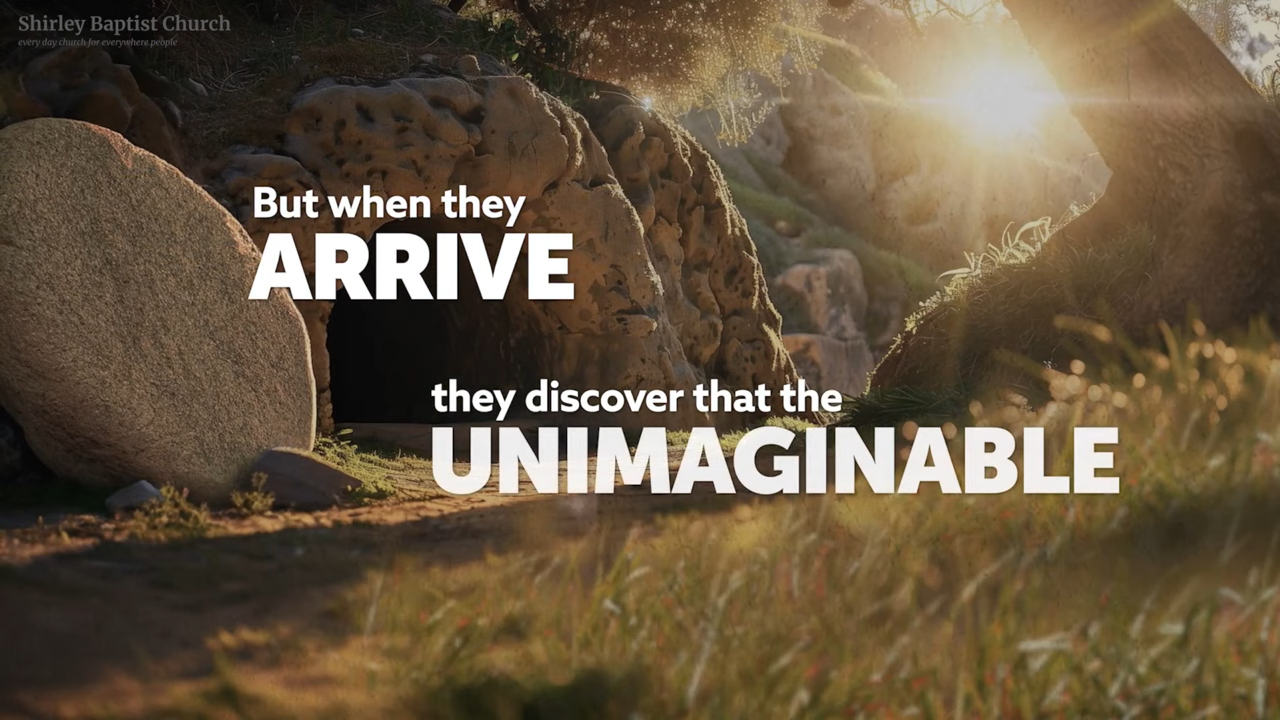 Shirley Baptist Church
every day church for everywhere people
But when they
ARRIVE
they discover that the
UNIMAGINABLE